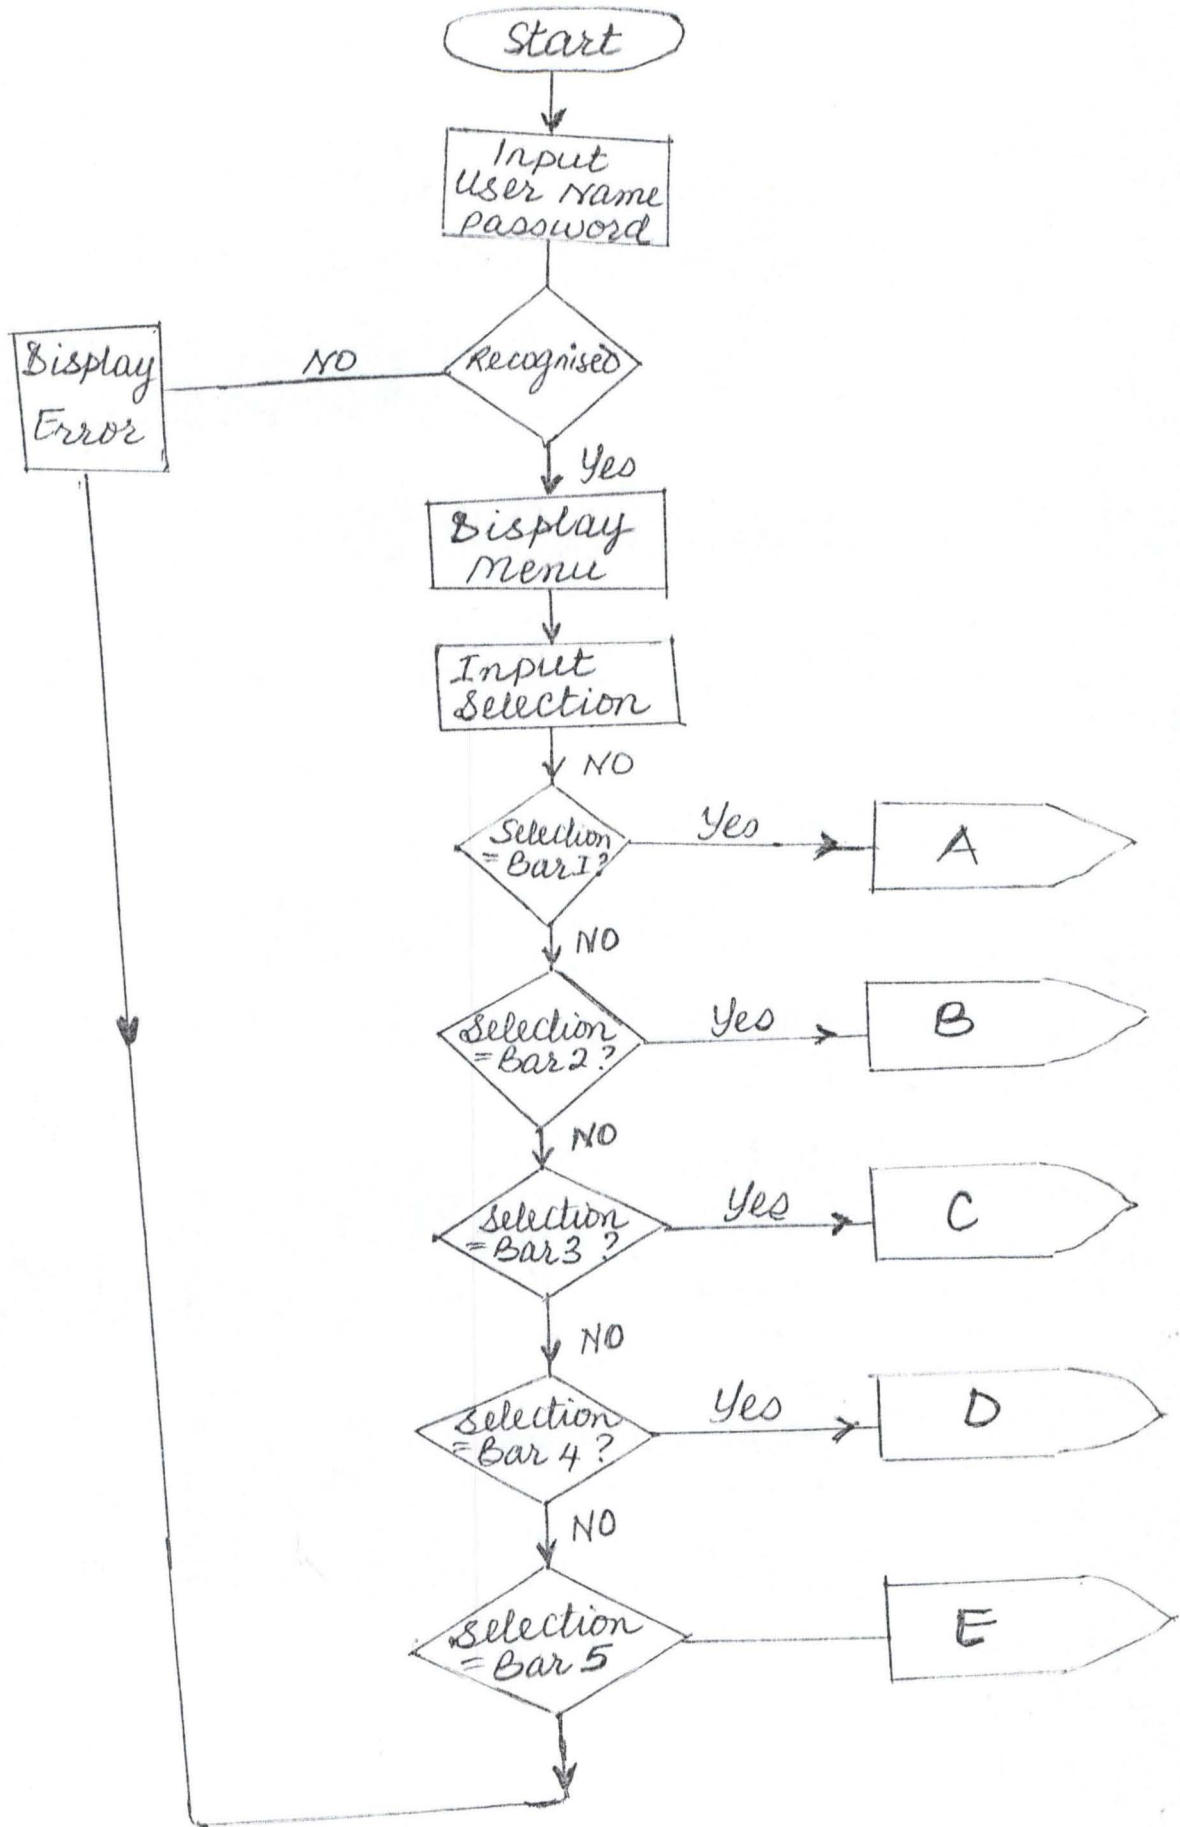 Start
Input
User Name
password
Recognised
NO
Display
Error
Yes
Display
Menu
Input
Selection
NO
Selection
= Bar I?
Yes
A
NO
Selection
= Bar 2 ?
Yes
B
NO
Selection
= Bar 3 ?
Yes
C
NO
Selection
= Bar 4 ?
Yes
D
NO
Selection
= Bar 5
E